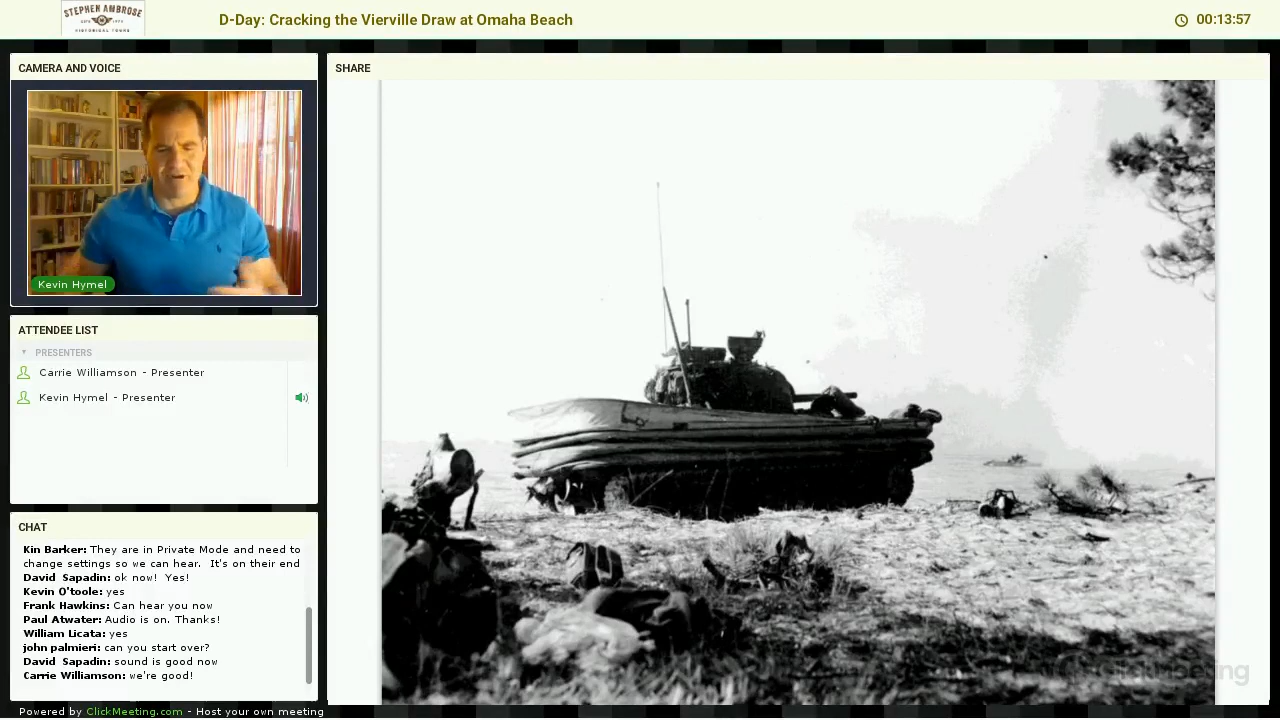 STEPHEN AMBROSE
HISTORICAL TOURS
D-Day: Cracking the Vierville Draw at Omaha Beach
00:13:57
CAMERA AND VOICE
SHARE
Kevin Hymel
ATTENDEE LIST
PRESENTERS
Carrie Williamson - Presenter
Kevin Hymel - Presenter
CHAT
Kin Barker: They are in Private Mode and need to
change settings so we can hear. It's on their end
David Sapadin: ok now! Yes!
Kevin O'toole: yes
Frank Hawkins: Can hear you now
Paul Atwater: Audio is on. Thanks!
William Licata: yes
john palmieri: can you start over?
David Sapadin: sound is good now
Carrie Williamson: we're good!
ClickMeeting
Powered by ClickMeeting.com - Host your own meeting